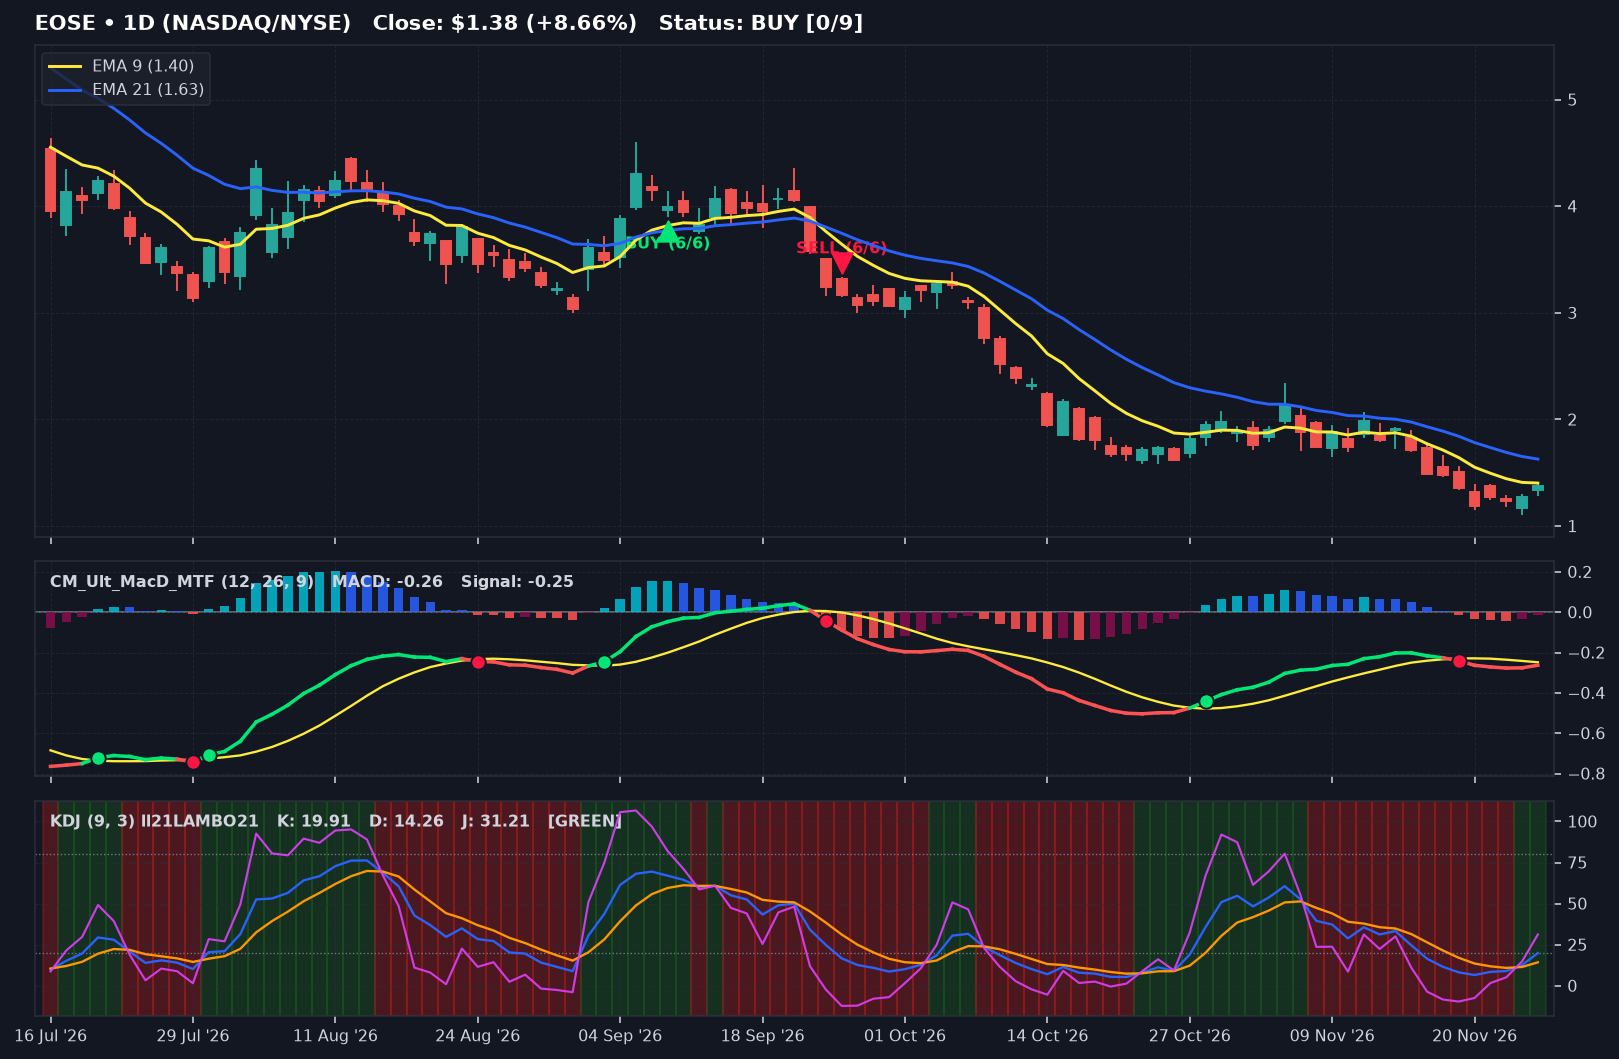 EOSE • 1D (NASDAQ/NYSE)   Close: $1.38 (+8.66%)   Status: BUY [0/9]
EMA 9 (1.40)
EMA 21 (1.63)
5
4
BUY (6/6)
SELL (6/6)
3
2
1
CM_Ult_MacD_MTF (12, 26, 9)   MACD: -0.26   Signal: -0.25
0.2
0.0
−0.2
−0.4
−0.6
−0.8
KDJ (9, 3) II21LAMBO21   K: 19.91   D: 14.26   J: 31.21   [GREEN]
100
75
50
25
0
16 Jul '26   29 Jul '26   11 Aug '26   24 Aug '26   04 Sep '26   18 Sep '26   01 Oct '26   14 Oct '26   27 Oct '26   09 Nov '26   20 Nov '26